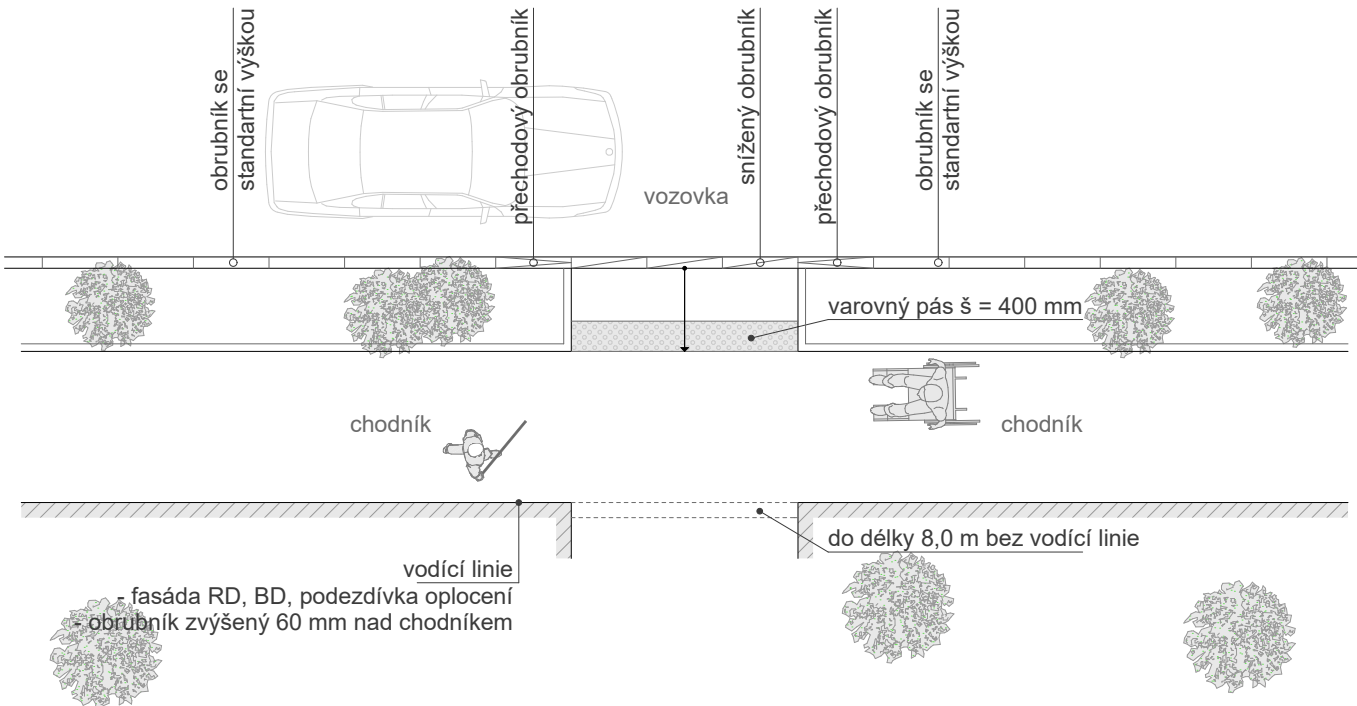 obrubník se
standartní výškou
přechodový obrubník
snížený obrubník
přechodový obrubník
obrubník se
standartní výškou
vozovka
varovný pás š = 400 mm
chodník
chodník
do délky 8,0 m bez vodící linie
vodící linie
- fasáda RD, BD, podezdívka oplocení
- obrubník zvýšený 60 mm nad chodníkem